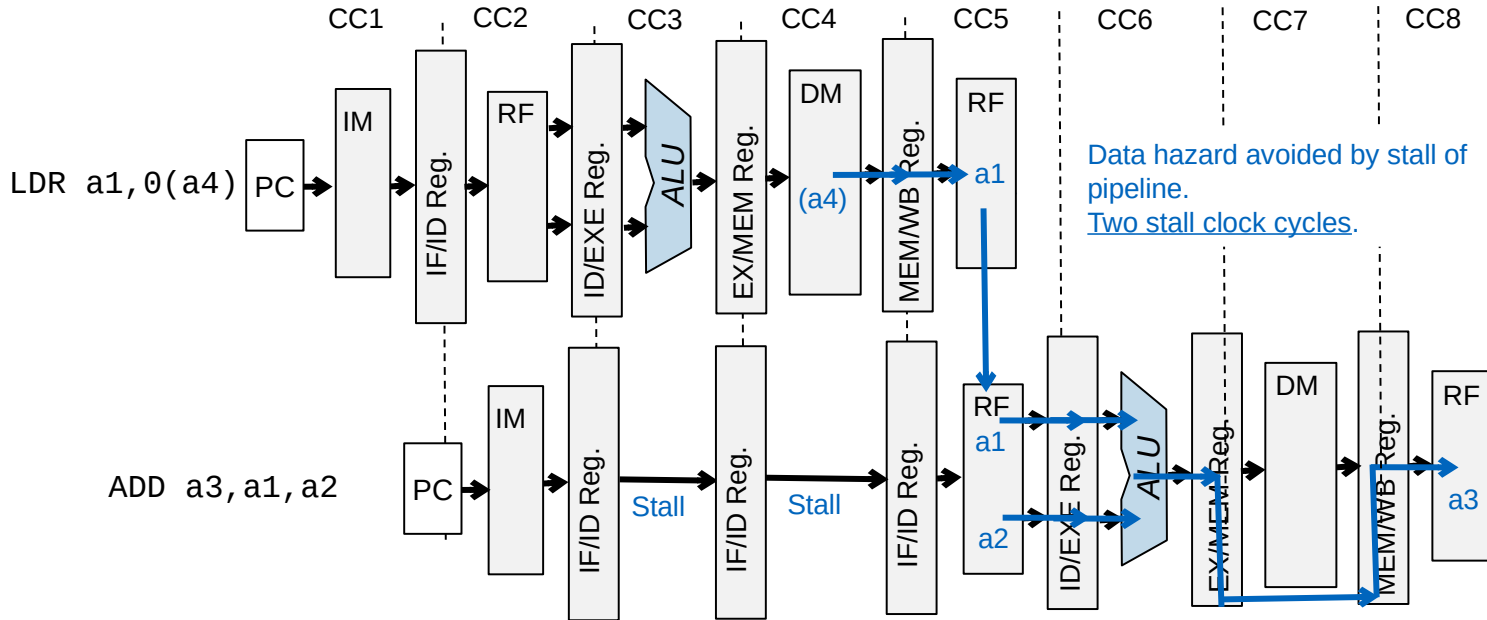 CC1 CC2 CC3 CC4 CC5 CC6 CC7 CC8
LDR a1,0(a4)
PC
IM
IF/ID Reg.
RF
ID/EXE Reg.
ALU
EX/MEM Reg.
DM
(a4)
MEM/WB Reg.
RF
a1
Data hazard avoided by stall of
pipeline.
Two stall clock cycles.
ADD a3,a1,a2
PC
IM
IF/ID Reg.
Stall
IF/ID Reg.
Stall
IF/ID Reg.
RF
a1
a2
ID/EXE Reg.
ALU
EX/MEM Reg.
DM
MEM/WB Reg.
RF
a3